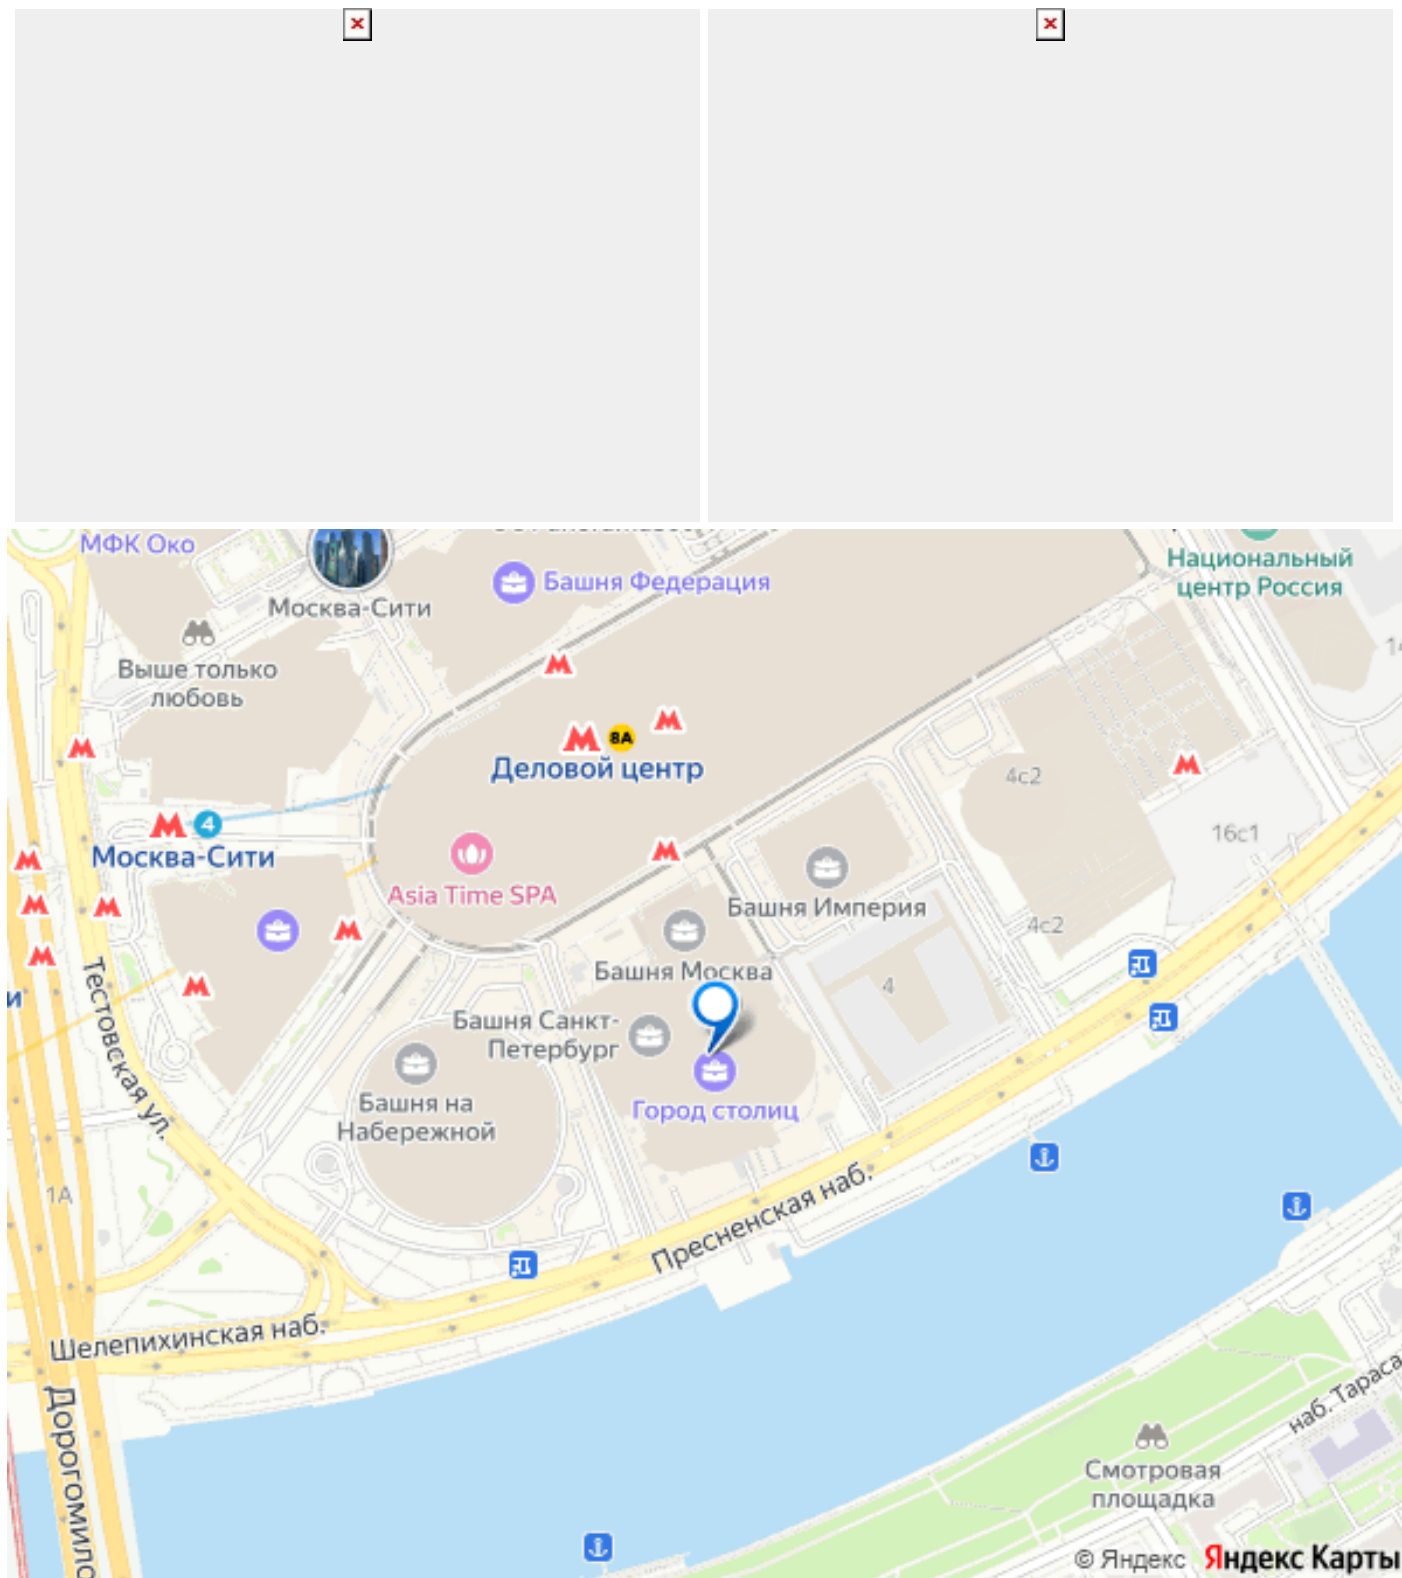 МФК Око
Национальный
центр Россия
Башня Федерация
Москва-Сити
Выше только
любовь
8А
Деловой центр
4с2
4
Москва-Сити
16с1
Asia Time SPA
Башня Империя
4с2
Башня Москва
4
Тестовская ул.
Башня Санкт-
Петербург
Башня на
Набережной
Город столиц
1А
Пресненская наб.
Шелепихинская наб.
Дорогомило
наб. Тараса
Смотровая
площадка
© Яндекс Яндекс Карты